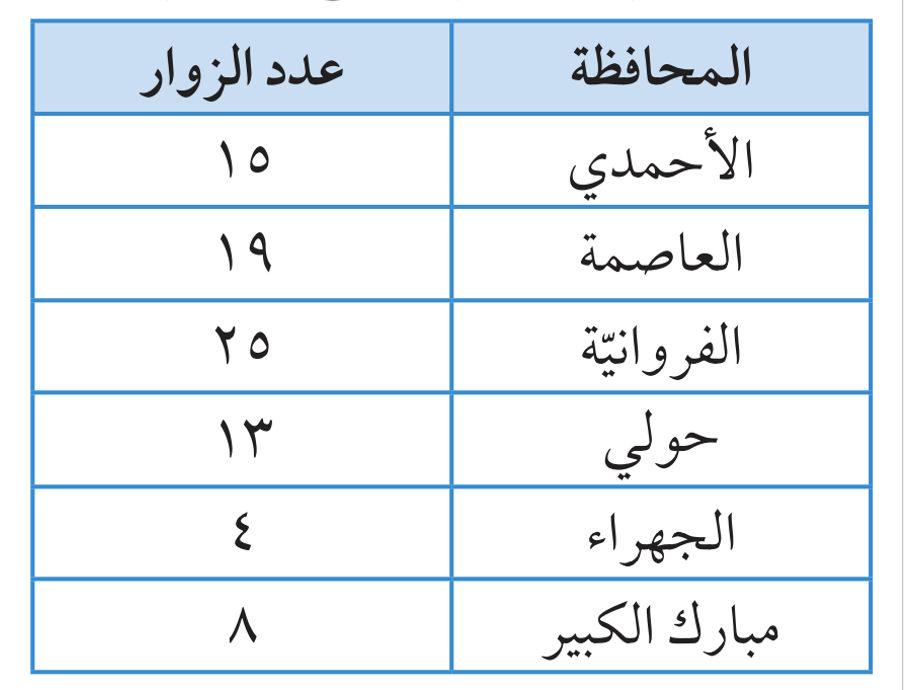 المحافظة عدد الزوار
الأحمدي ١٥
العاصمة ١٩
الفروانيّة ٢٥
حولي ١٣
الجهراء ٤
مبارك الكبير ٨